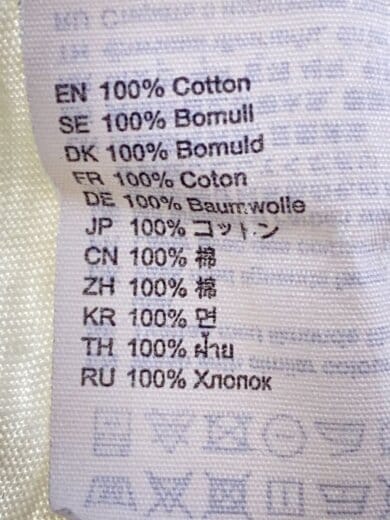 EN 100% Cotton
SE 100% Bomull
DK 100% Bomuld
FR 100% Coton
DE 100% Baumwolle
JP 100% コットン
CN 100% 棉
ZH 100% 棉
KR 100% 면
TH 100% ฝ้าย
RU 100% Хлопок